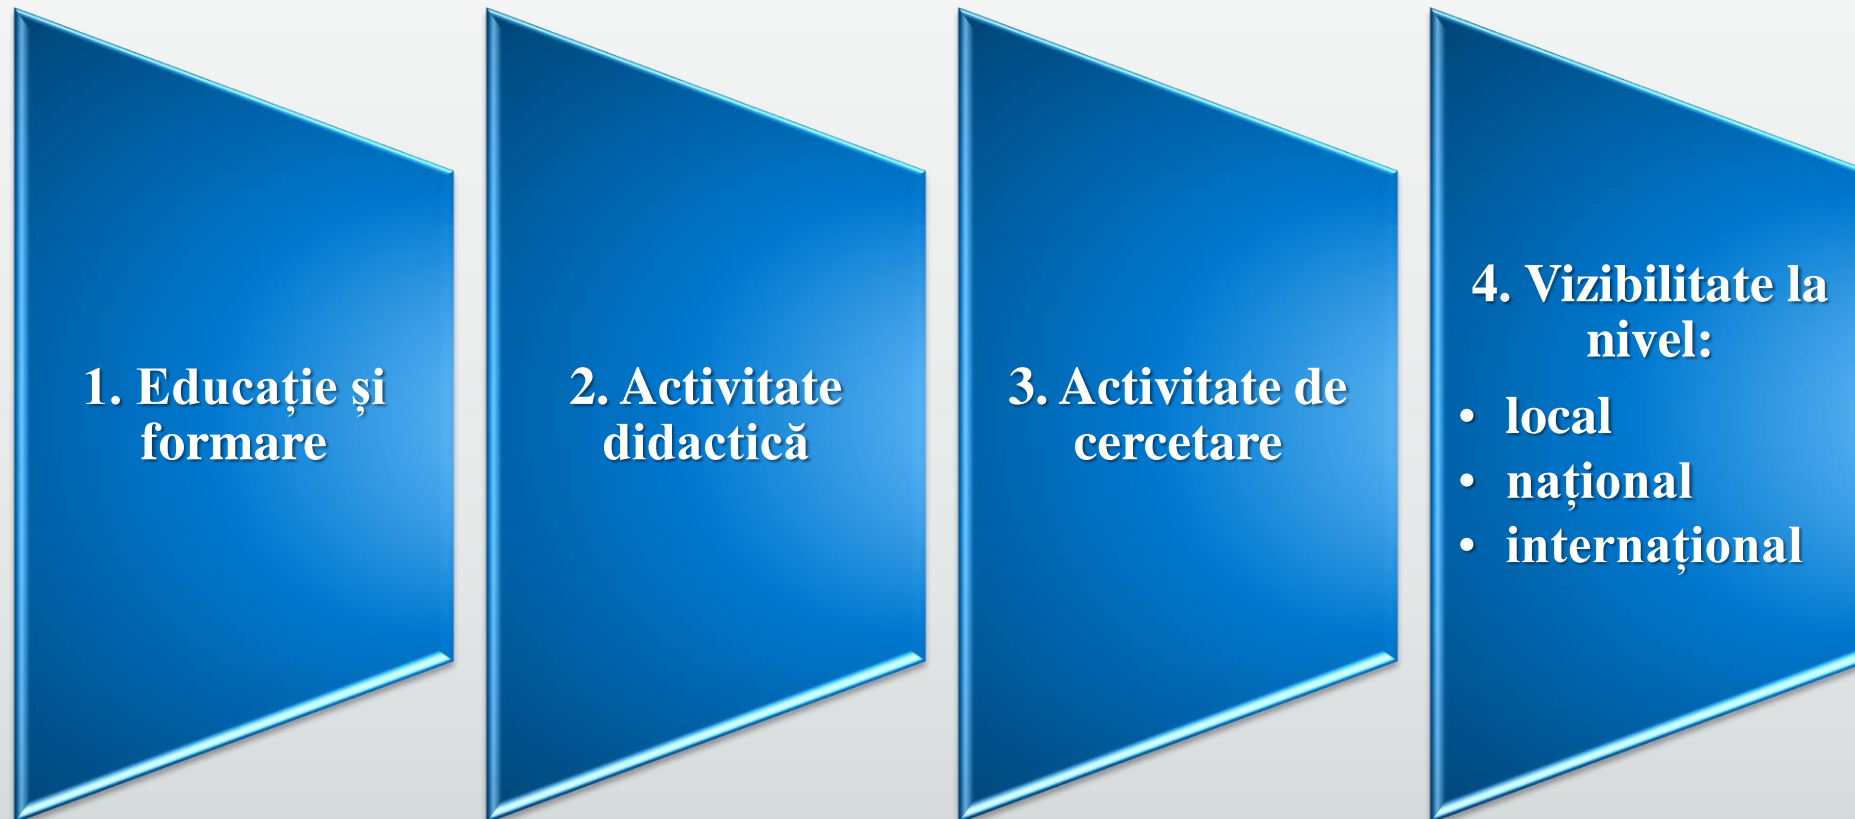 1. Educație și
formare
2. Activitate
didactică
3. Activitate de
cercetare
4. Vizibilitate la
nivel:
• local
• național
• internațional